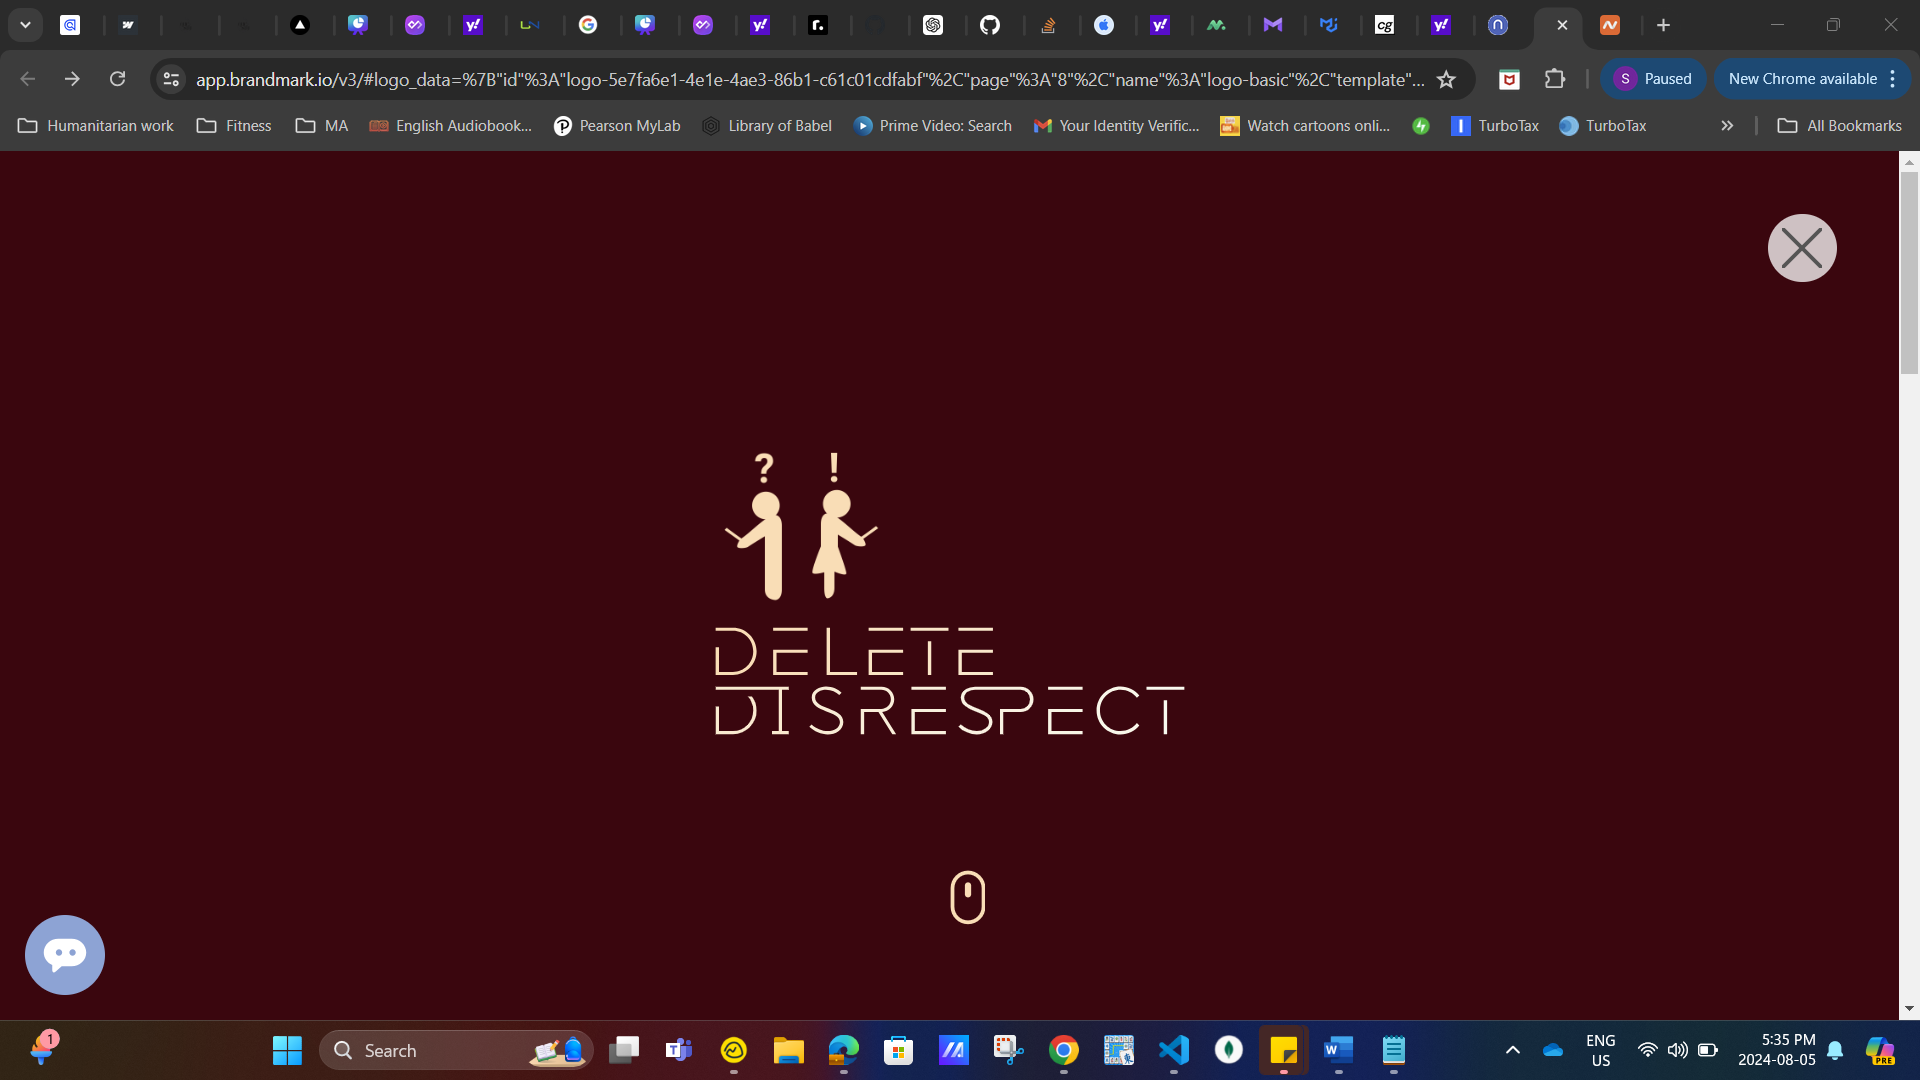 app.brandmark.io/v3/#logo_data=%7B"id"%3A"logo-5e7fa6e1-4e1e-4ae3-86b1-c61c01cdfabf"%2C"page"%3A"8"%2C"name"%3A"logo-basic"%2C"template"...
S Paused
New Chrome available
Humanitarian work
Fitness
MA
English Audiobook...
Pearson MyLab
Library of Babel
Prime Video: Search
Your Identity Verific...
Watch cartoons onli...
TurboTax
TurboTax
All Bookmarks
? !
DELETE
DISRESPECT
1
Search
ENG
US
5:35 PM
2024-08-05
PRE